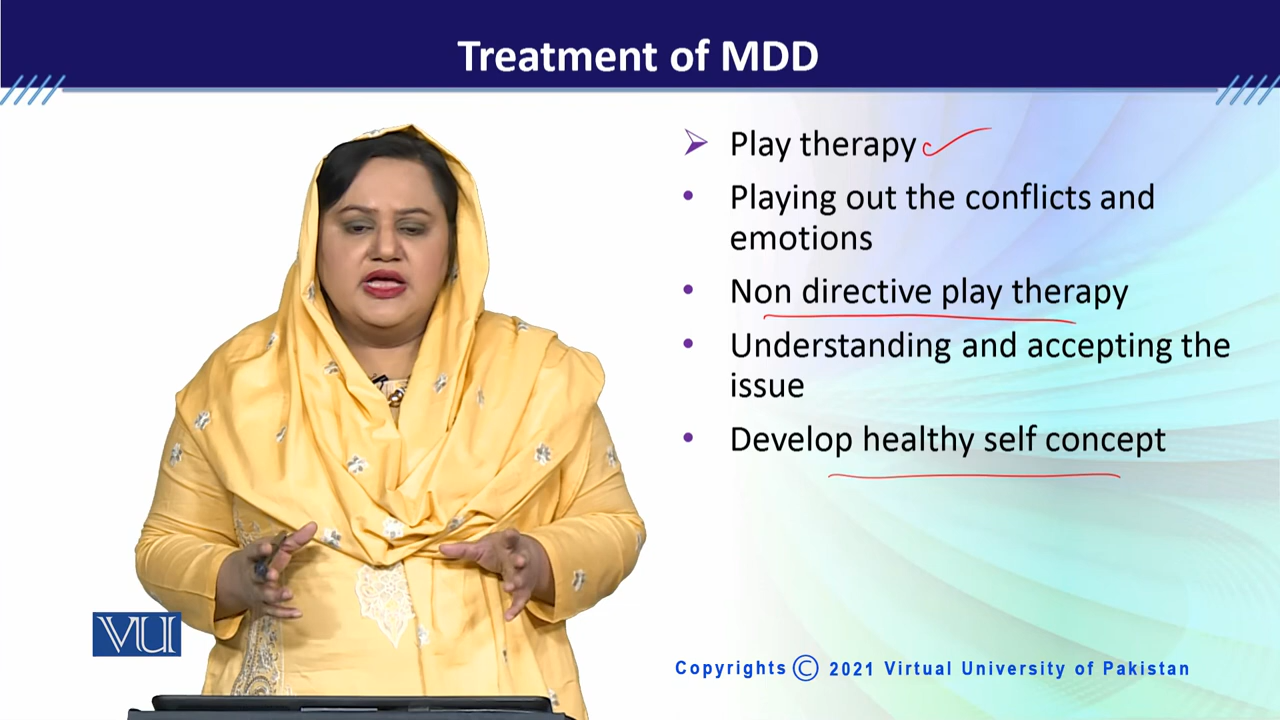 Treatment of MDD
Play therapy
Playing out the conflicts and
emotions
Non directive play therapy
Understanding and accepting the
issue
Develop healthy self concept
VU
Copyrights © 2021 Virtual University of Pakistan